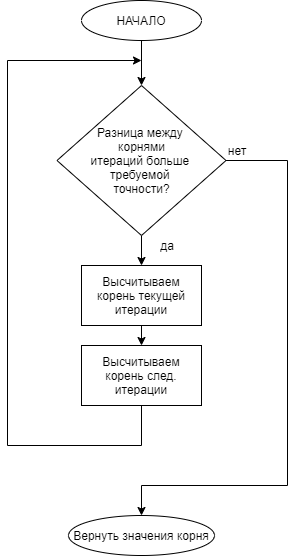 НАЧАЛО
Разница между
корнями
итераций больше
требуемой
точности?
нет
да
Высчитываем
корень текущей
итерации
Высчитываем
корень след.
итерации
Вернуть значения корня